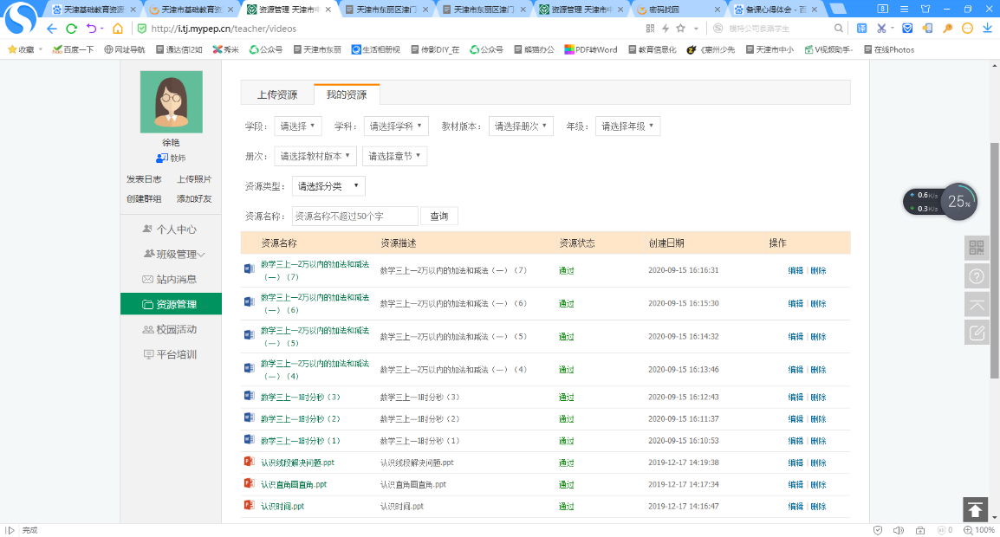 天津基础教育资源
天津市基础教育资
资源管理 天津市中
天津市东丽区津门
天津市东丽区津门
资源管理 天津市中
密码找回
备课心得体会 - 百
8
http://i.tj.mypep.cn/teacher/videos
译
收藏
百度一下
网址导航
通达信i2如
秀米
公众号
天津市东丽
生活相册视
传影DIY_在
公众号
熊猫办公
PDF转Word
教育信息化
《惠州少先
天津市中小
V视频助手-
在线Photos
徐艳
教师
发表日志 上传照片
创建群组 添加好友
个人中心
班级管理
站内消息
资源管理
校园活动
平台培训
上传资源 我的资源
学段： 请选择 学科： 请选择学科 教材版本： 请选择册次 年级： 请选择年级
册次： 请选择教材版本 请选择章节
资源类型： 请选择分类
资源名称： 资源名称不超过50个字 查询
资源名称 资源描述 资源状态 创建日期 操作
数学三上—2万以内的加法和减法
（一）（7） 数学三上—2万以内的加法和减法（一）（7） 通过 2020-09-15 16:16:31 编辑 | 删除
数学三上—2万以内的加法和减法
（一）（6） 数学三上—2万以内的加法和减法（一）（6） 通过 2020-09-15 16:15:30 编辑 | 删除
数学三上—2万以内的加法和减法
（一）（5） 数学三上—2万以内的加法和减法（一）（5） 通过 2020-09-15 16:14:32 编辑 | 删除
数学三上—2万以内的加法和减法
（一）（4） 数学三上—2万以内的加法和减法（一）（4） 通过 2020-09-15 16:13:46 编辑 | 删除
数学三上—1时分秒（3） 数学三上—1时分秒（3） 通过 2020-09-15 16:12:43 编辑 | 删除
数学三上—1时分秒（2） 数学三上—1时分秒（2） 通过 2020-09-15 16:11:37 编辑 | 删除
数学三上—1时分秒（1） 数学三上—1时分秒（1） 通过 2020-09-15 16:10:53 编辑 | 删除
认识线段解决问题.ppt 认识线段解决问题.ppt 通过 2019-12-17 14:19:38 编辑 | 删除
认识直角画直角.ppt 认识直角画直角.ppt 通过 2019-12-17 14:17:34 编辑 | 删除
认识时间.ppt 认识时间.ppt 通过 2019-12-17 14:16:47 编辑 | 删除
0.6K/s
0.3K/s
25%
完成
0
100%